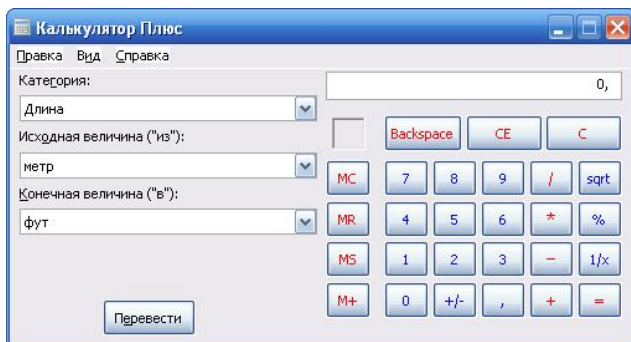 Калькулятор Плюс
Правка Вид Справка
Категория:
Длина
Исходная величина ("из"):
метр
Конечная величина ("в"):
фут
Перевести
0,
Backspace CE C
MC 7 8 9 / sqrt
MR 4 5 6 * %
MS 1 2 3 − 1/x
M+ 0 +/- , + =